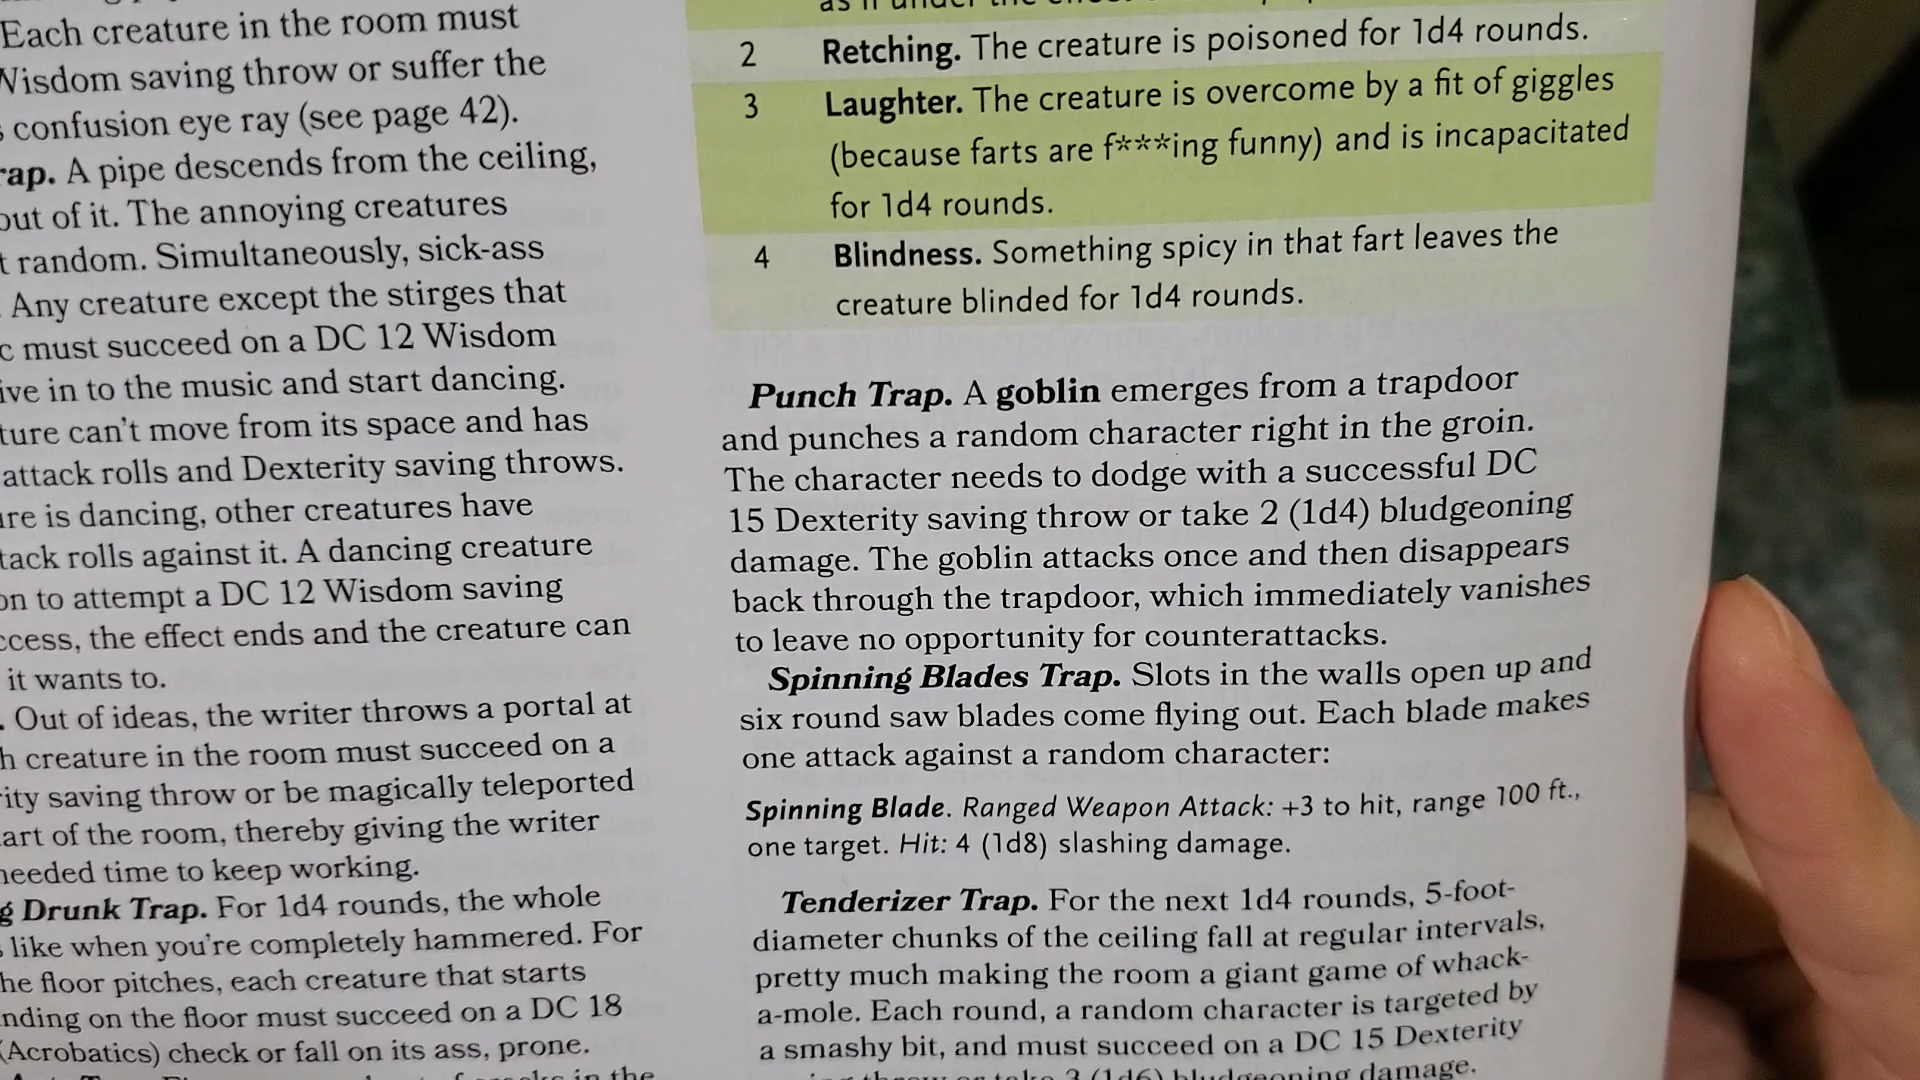 Each creature in the room must
Wisdom saving throw or suffer the
confusion eye ray (see page 42).
rap. A pipe descends from the ceiling,
out of it. The annoying creatures
t random. Simultaneously, sick-ass
. Any creature except the stirges that
c must succeed on a DC 12 Wisdom
ive in to the music and start dancing.
ture can't move from its space and has
attack rolls and Dexterity saving throws.
ure is dancing, other creatures have
tack rolls against it. A dancing creature
on to attempt a DC 12 Wisdom saving
ccess, the effect ends and the creature can
it wants to.
. Out of ideas, the writer throws a portal at
h creature in the room must succeed on a
rity saving throw or be magically teleported
art of the room, thereby giving the writer
needed time to keep working.
g Drunk Trap. For 1d4 rounds, the whole
like when you're completely hammered. For
he floor pitches, each creature that starts
nding on the floor must succeed on a DC 18
(Acrobatics) check or fall on its ass, prone.
in the
as if under the
2 Retching. The creature is poisoned for 1d4 rounds.
3 Laughter. The creature is overcome by a fit of giggles
(because farts are f***ing funny) and is incapacitated
for 1d4 rounds.
4 Blindness. Something spicy in that fart leaves the
creature blinded for 1d4 rounds.
Punch Trap. A goblin emerges from a trapdoor
and punches a random character right in the groin.
The character needs to dodge with a successful DC
15 Dexterity saving throw or take 2 (1d4) bludgeoning
damage. The goblin attacks once and then disappears
back through the trapdoor, which immediately vanishes
to leave no opportunity for counterattacks.
Spinning Blades Trap. Slots in the walls open up and
six round saw blades come flying out. Each blade makes
one attack against a random character:
Spinning Blade. Ranged Weapon Attack: +3 to hit, range 100 ft.,
one target. Hit: 4 (1d8) slashing damage.
Tenderizer Trap. For the next 1d4 rounds, 5-foot-
diameter chunks of the ceiling fall at regular intervals,
pretty much making the room a giant game of whack-
a-mole. Each round, a random character is targeted by
a smashy bit, and must succeed on a DC 15 Dexterity
throw or take 3 (1d6) bludgeoning damage.